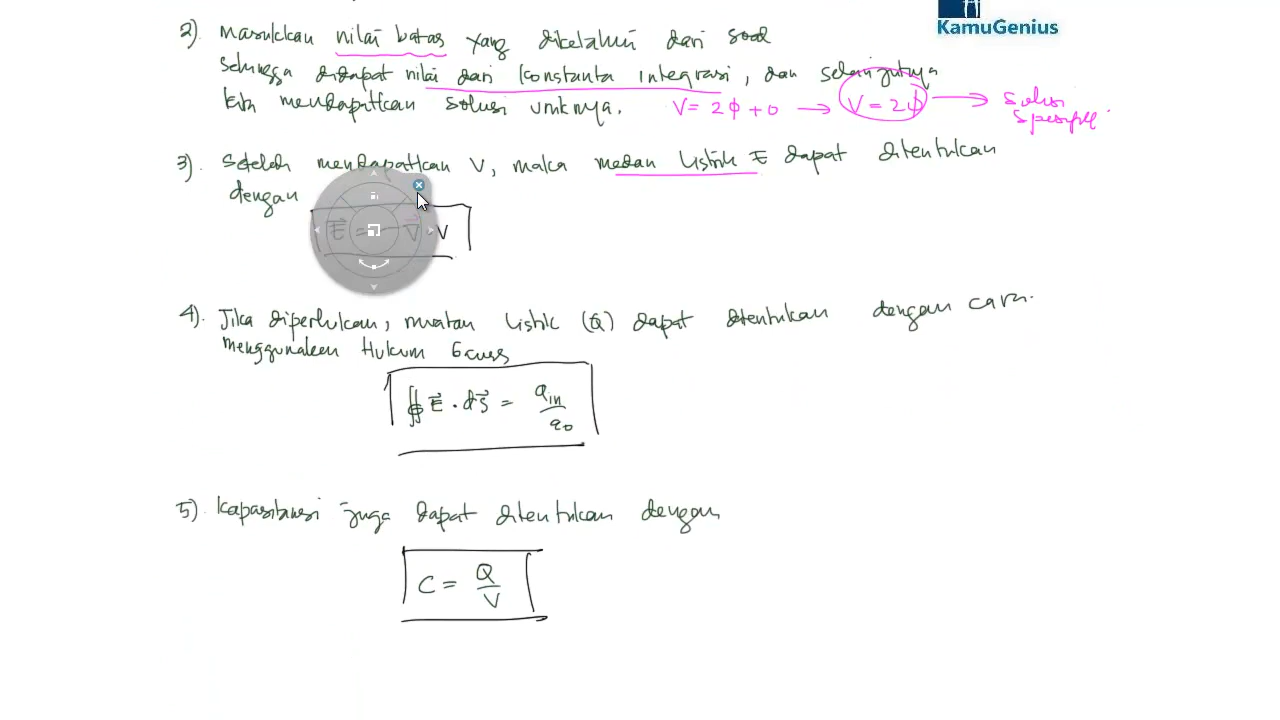 KamuGenius
2). Masukkan nilai batas yang diketahui dari soal
sehingga didapat nilai dari konstanta integrasi, dan selanjutnya
kita mendapatkan solusi uniknya. V = 2ϕ + 0 → V = 2ϕ → solusi
spesifik.
3). Setelah mendapatkan V, maka medan listrik E dapat ditentukan
dengan
E⃗ = - ∇⃗ V
4). Jika diperlukan, muatan listrik (Q) dapat ditentukan dengan cara.
menggunakan Hukum Gauss
∯ E⃗ . dS⃗ = Qin/ε0
5). Kapasitansi juga dapat ditentukan dengan
C = Q/V